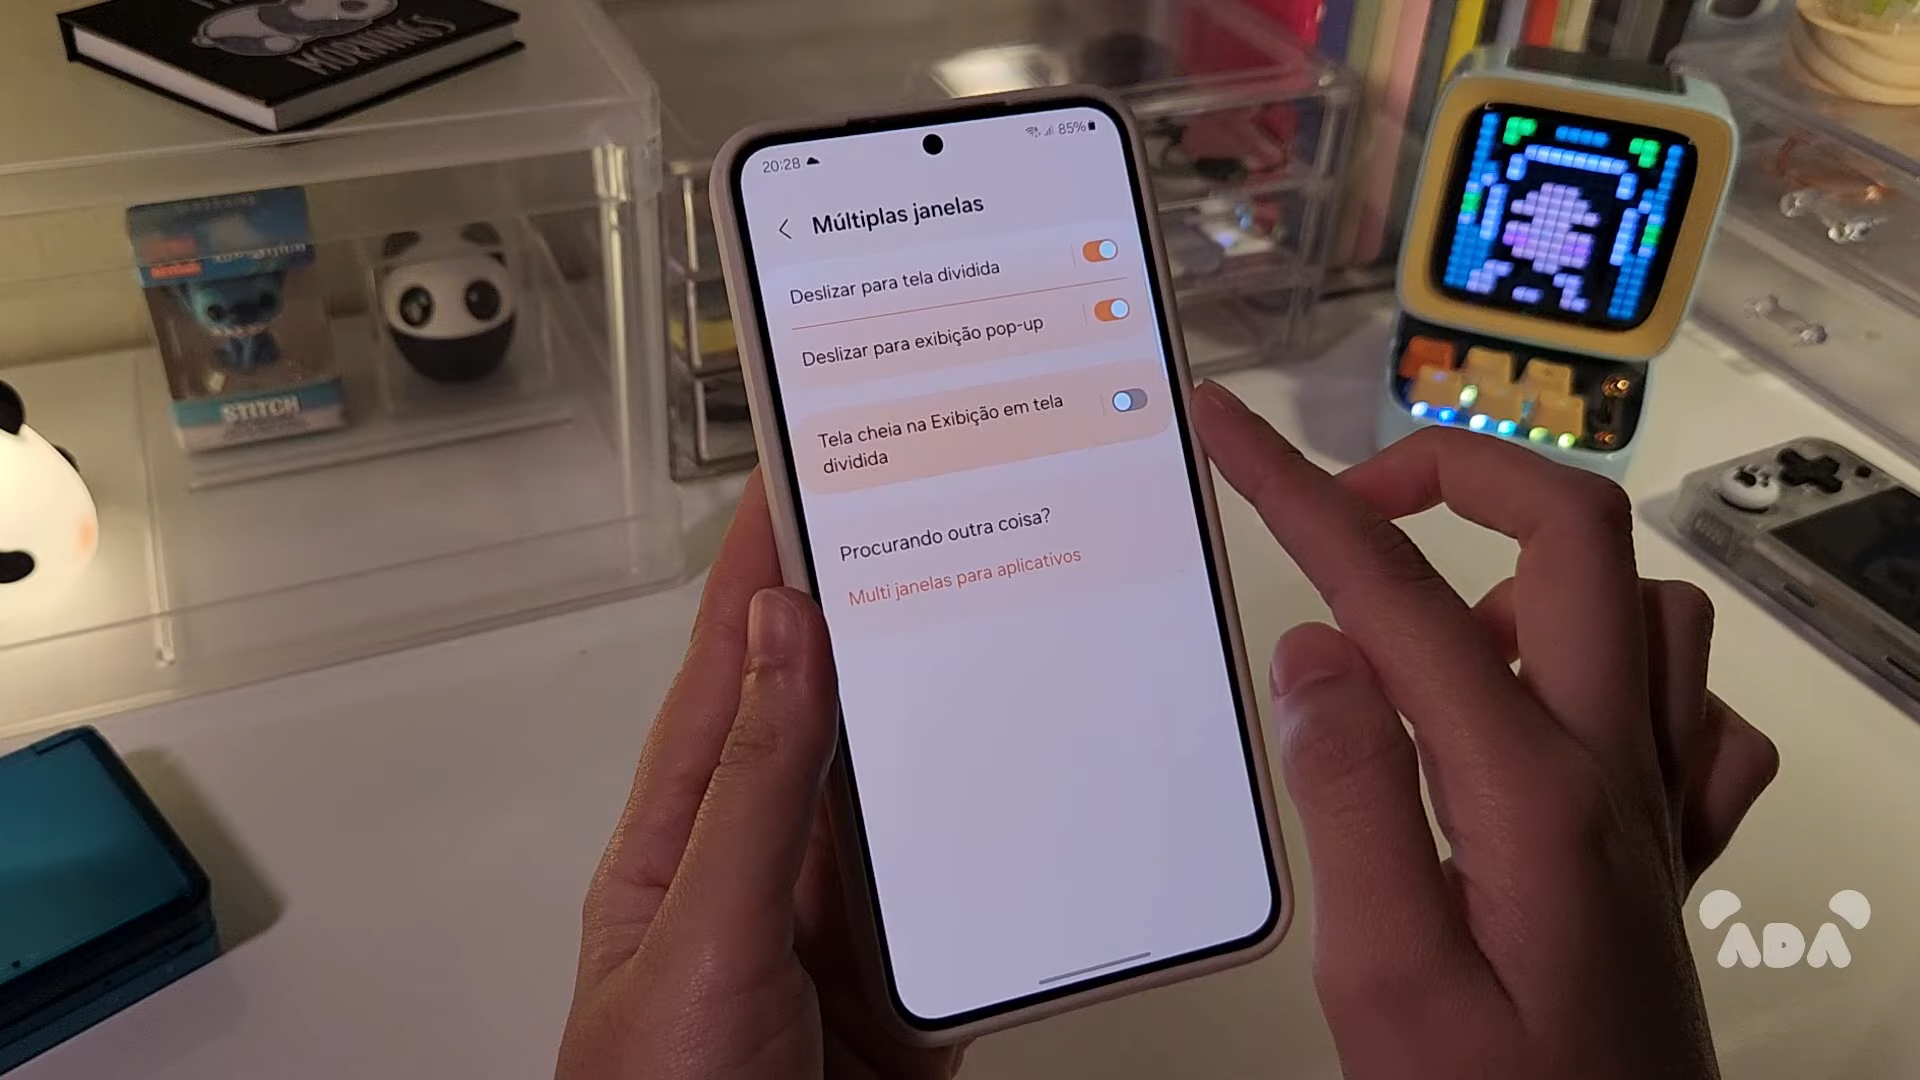 MORNINGS
STITCH
20:28
85%
Múltiplas janelas
Deslizar para tela dividida
Deslizar para exibição pop-up
Tela cheia na Exibição em tela
dividida
Procurando outra coisa?
Multi janelas para aplicativos
ADA